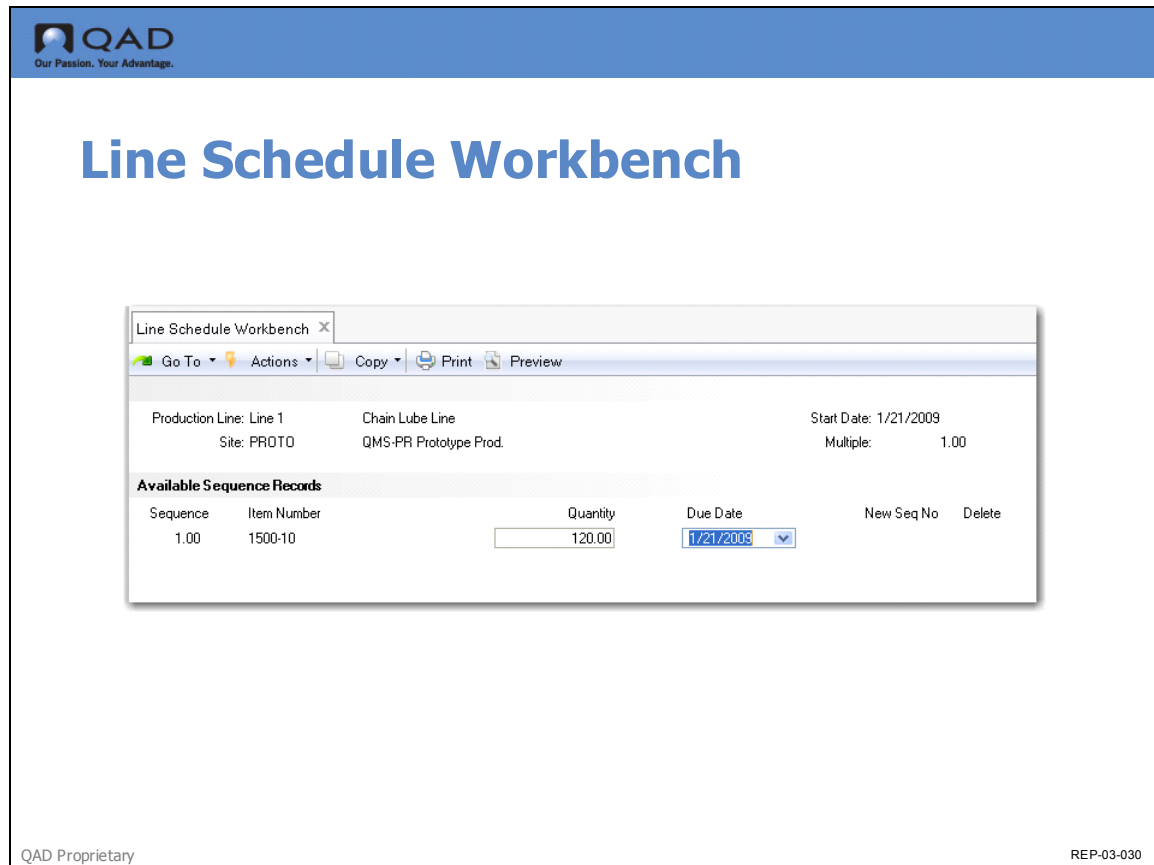 QAD
Our Passion. Your Advantage.
Line Schedule Workbench
Line Schedule Workbench X
Go To Actions Copy Print Preview
Production Line: Line 1 Chain Lube Line Start Date: 1/21/2009
Site: PROTO QMS-PR Prototype Prod. Multiple: 1.00
Available Sequence Records
Sequence Item Number Quantity Due Date New Seq No Delete
1.00 1500-10 120.00 1/21/2009
QAD Proprietary REP-03-030